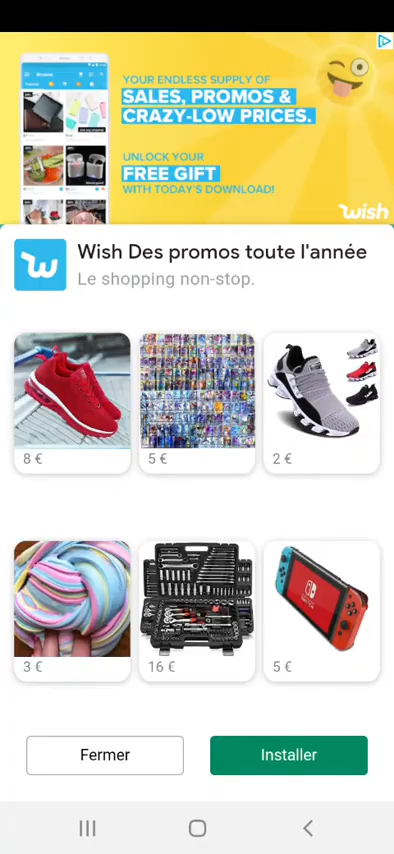 YOUR ENDLESS SUPPLY OF
SALES, PROMOS &
CRAZY-LOW PRICES.
UNLOCK YOUR
FREE GIFT
WITH TODAY'S DOWNLOAD!
wish
Wish Des promos toute l'année
Le shopping non-stop.
8 €
5 €
2 €
3 €
16 €
5 €
Fermer
Installer